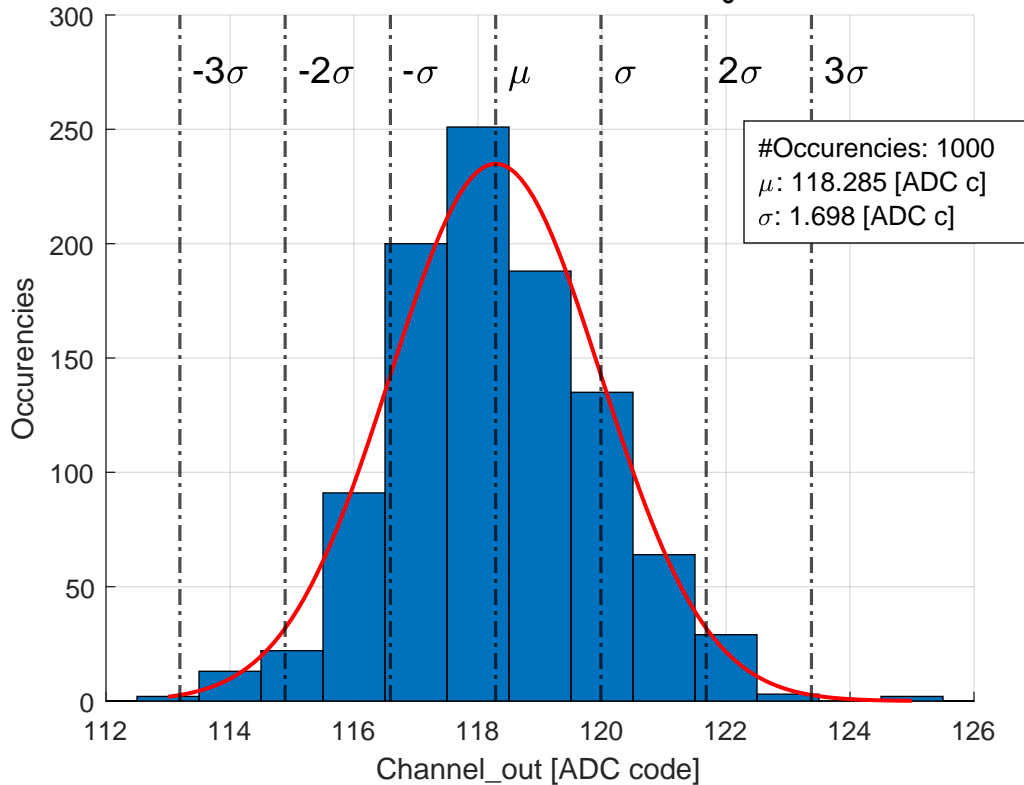 300
250
200
150
100
50
0
-3σ
-2σ
-σ
μ
σ
2σ
3σ
#Occurencies: 1000
μ: 118.285 [ADC c]
σ: 1.698 [ADC c]
Occurencies
112
114
116
118
120
122
124
126
Channel_out [ADC code]